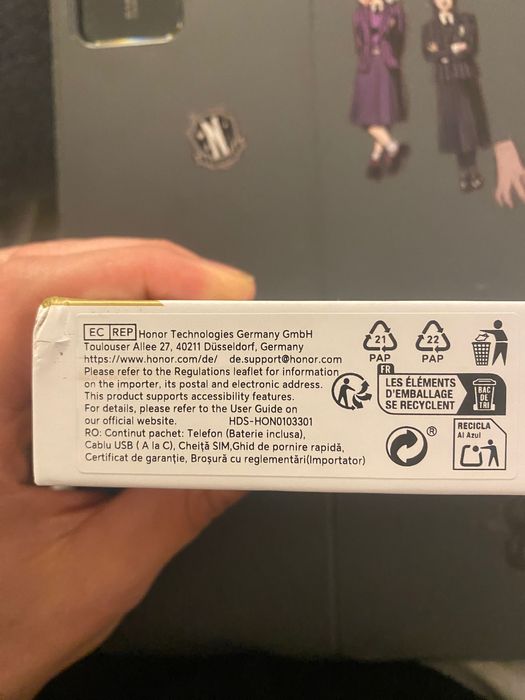 EC REP Honor Technologies Germany GmbH
Toulouser Allee 27, 40211 Düsseldorf, Germany
https://www.honor.com/de/ de.support@honor.com
Please refer to the Regulations leaflet for information
on the importer, its postal and electronic address.
This product supports accessibility features.
For details, please refer to the User Guide on
our official website. HDS-HON0103301
RO: Continut pachet: Telefon (Baterie inclusa),
Cablu USB ( A la C), Cheiță SIM,Ghid de pornire rapidă,
Certificat de garanție, Broșură cu reglementări(Importator)
21
PAP
22
PAP
FR
LES ÉLÉMENTS
D'EMBALLAGE
SE RECYCLENT
BAC
DE
TRI
®
RECICLA
Al Azul
N